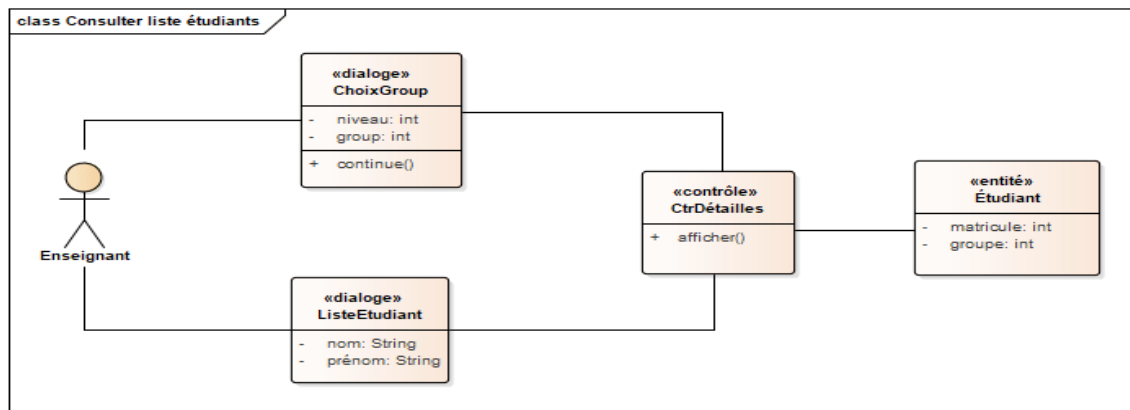 class Consulter liste étudiants
«dialoge»
ChoixGroup
- niveau: int
- group: int
+ continue()
Enseignant
«dialoge»
ListeEtudiant
- nom: String
- prénom: String
«contrôle»
CtrDétailles
+ afficher()
«entité»
Étudiant
- matricule: int
- groupe: int